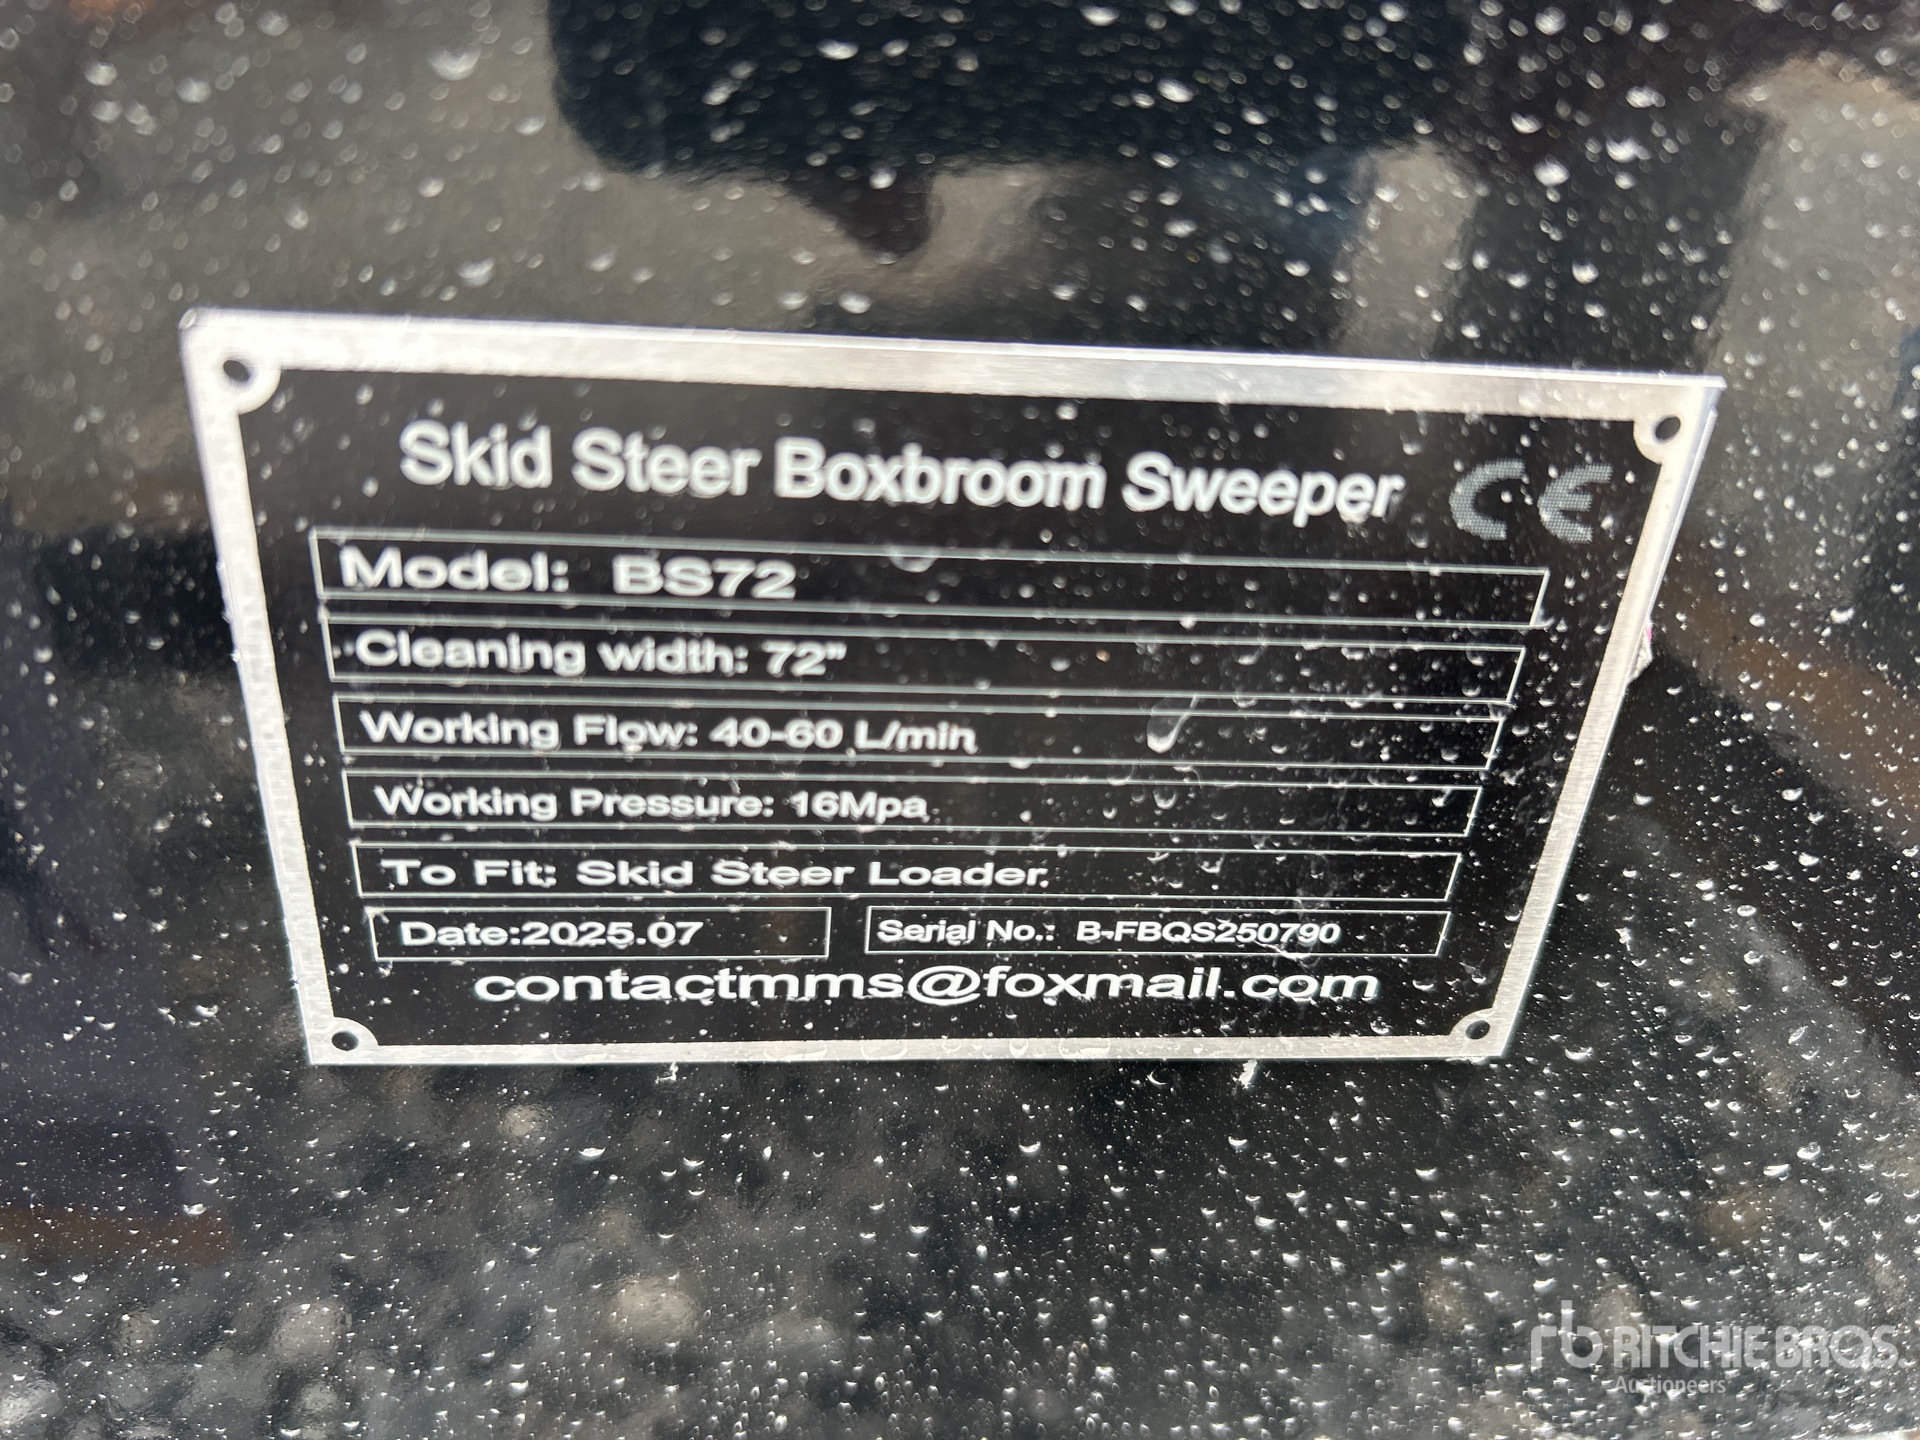 Skid Steer Boxbroom Sweeper CE
Model: BS72
Cleaning width: 72"
Working Flow: 40-60 L/min
Working Pressure: 16Mpa
To Fit: Skid Steer Loader.
Date:2025.07 Serial No.: B-FBQS250790
contactmms@foxmail.com
rb RITCHIE BROS.
Auctioneers